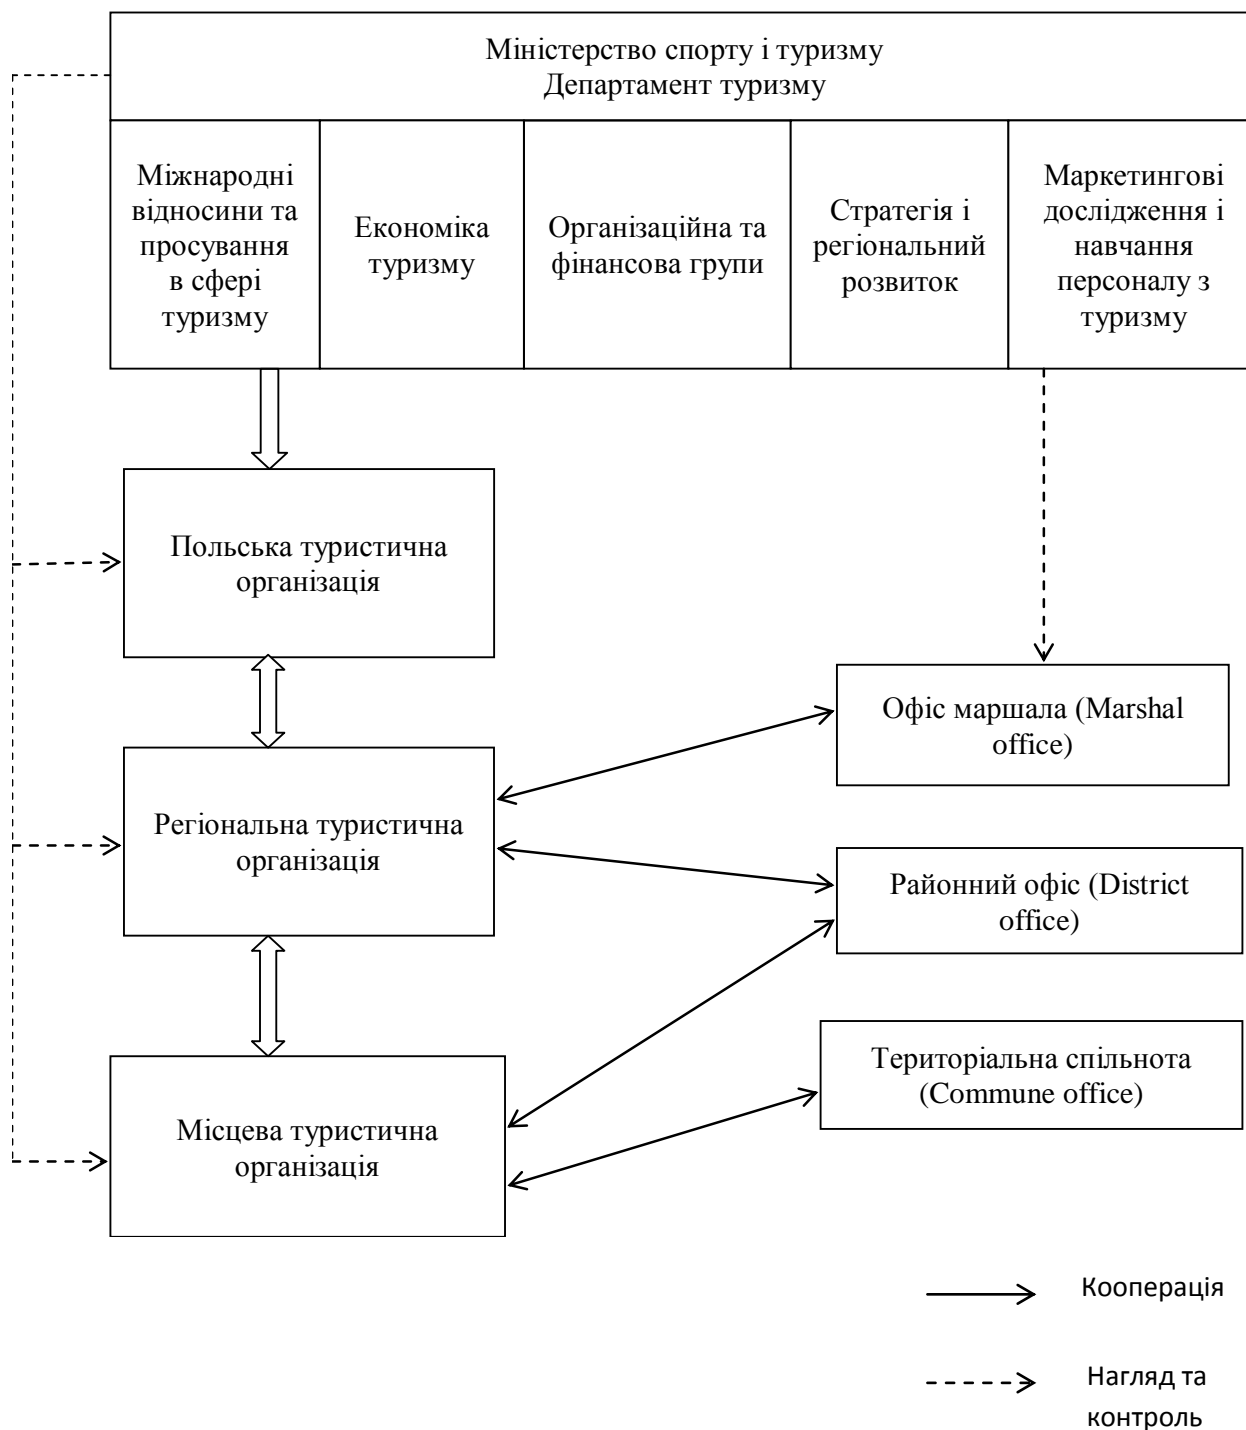 Міністерство спорту і туризму
Департамент туризму
Міжнародні
відносини та
просування
в сфері
туризму
Економіка
туризму
Організаційна та
фінансова групи
Стратегія і
регіональний
розвиток
Маркетингові
дослідження і
навчання
персоналу з
туризму
Польська туристична
організація
Офіс маршала (Marshal
office)
Регіональна туристична
організація
Районний офіс (District
office)
Територіальна спільнота
(Commune office)
Місцева туристична
організація
Кооперація
Нагляд та
контроль